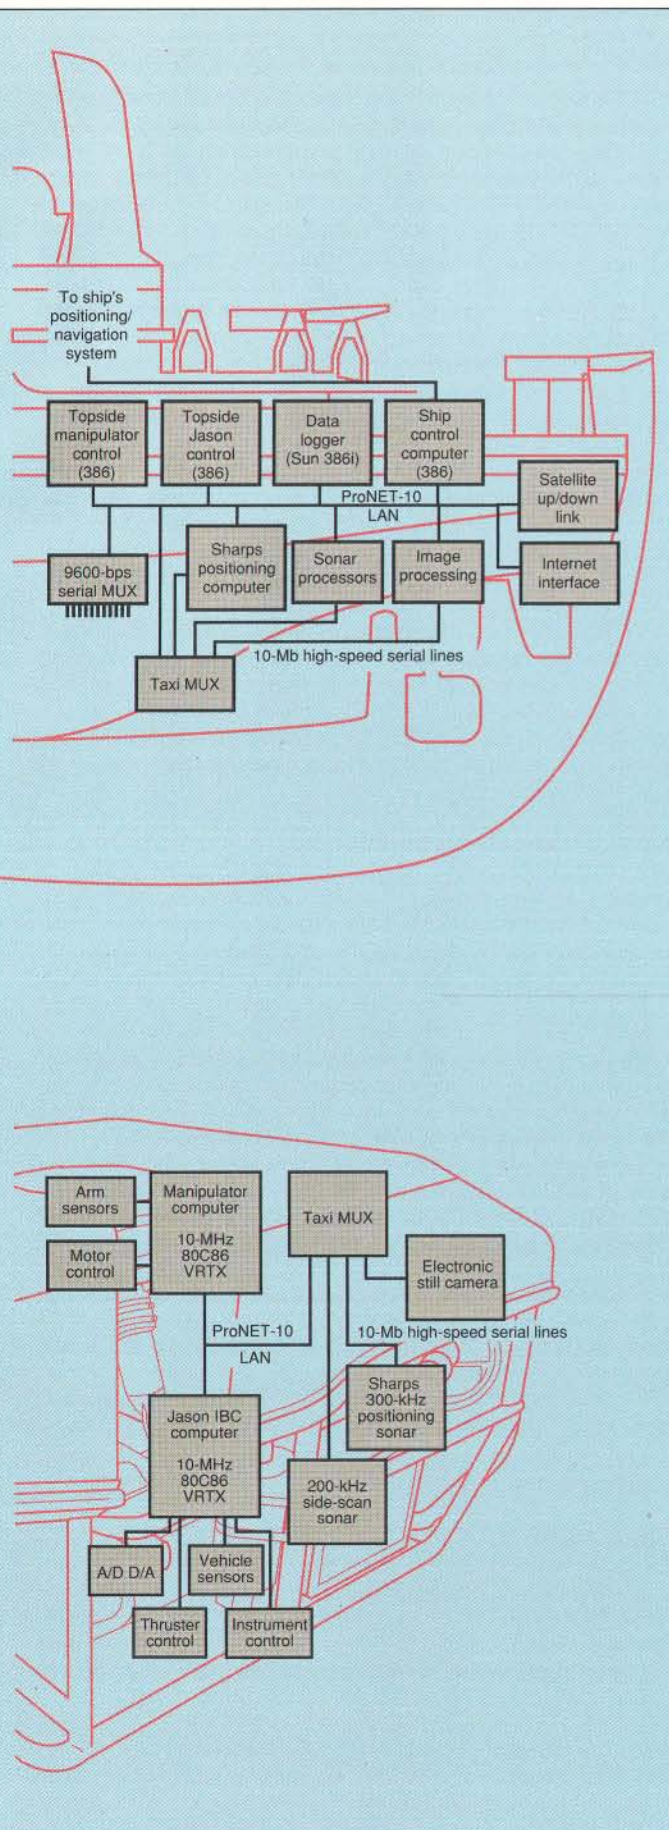 To ship's
positioning/
navigation
system
Topside
manipulator
control
(386)
Topside
Jason
control
(386)
Data
logger
(Sun 386i)
Ship
control
computer
(386)
ProNET-10
LAN
Satellite
up/down
link
9600-bps
serial MUX
Sharps
positioning
computer
Sonar
processors
Image
processing
Internet
interface
10-Mb high-speed serial lines
Taxi MUX
Arm
sensors
Manipulator
computer
10-MHz
80C86
VRTX
Taxi MUX
Motor
control
Electronic
still camera
ProNET-10
LAN
10-Mb high-speed serial lines
Sharps
300-kHz
positioning
sonar
Jason IBC
computer
10-MHz
80C86
VRTX
200-kHz
side-scan
sonar
A/D D/A
Vehicle
sensors
Thruster
control
Instrument
control